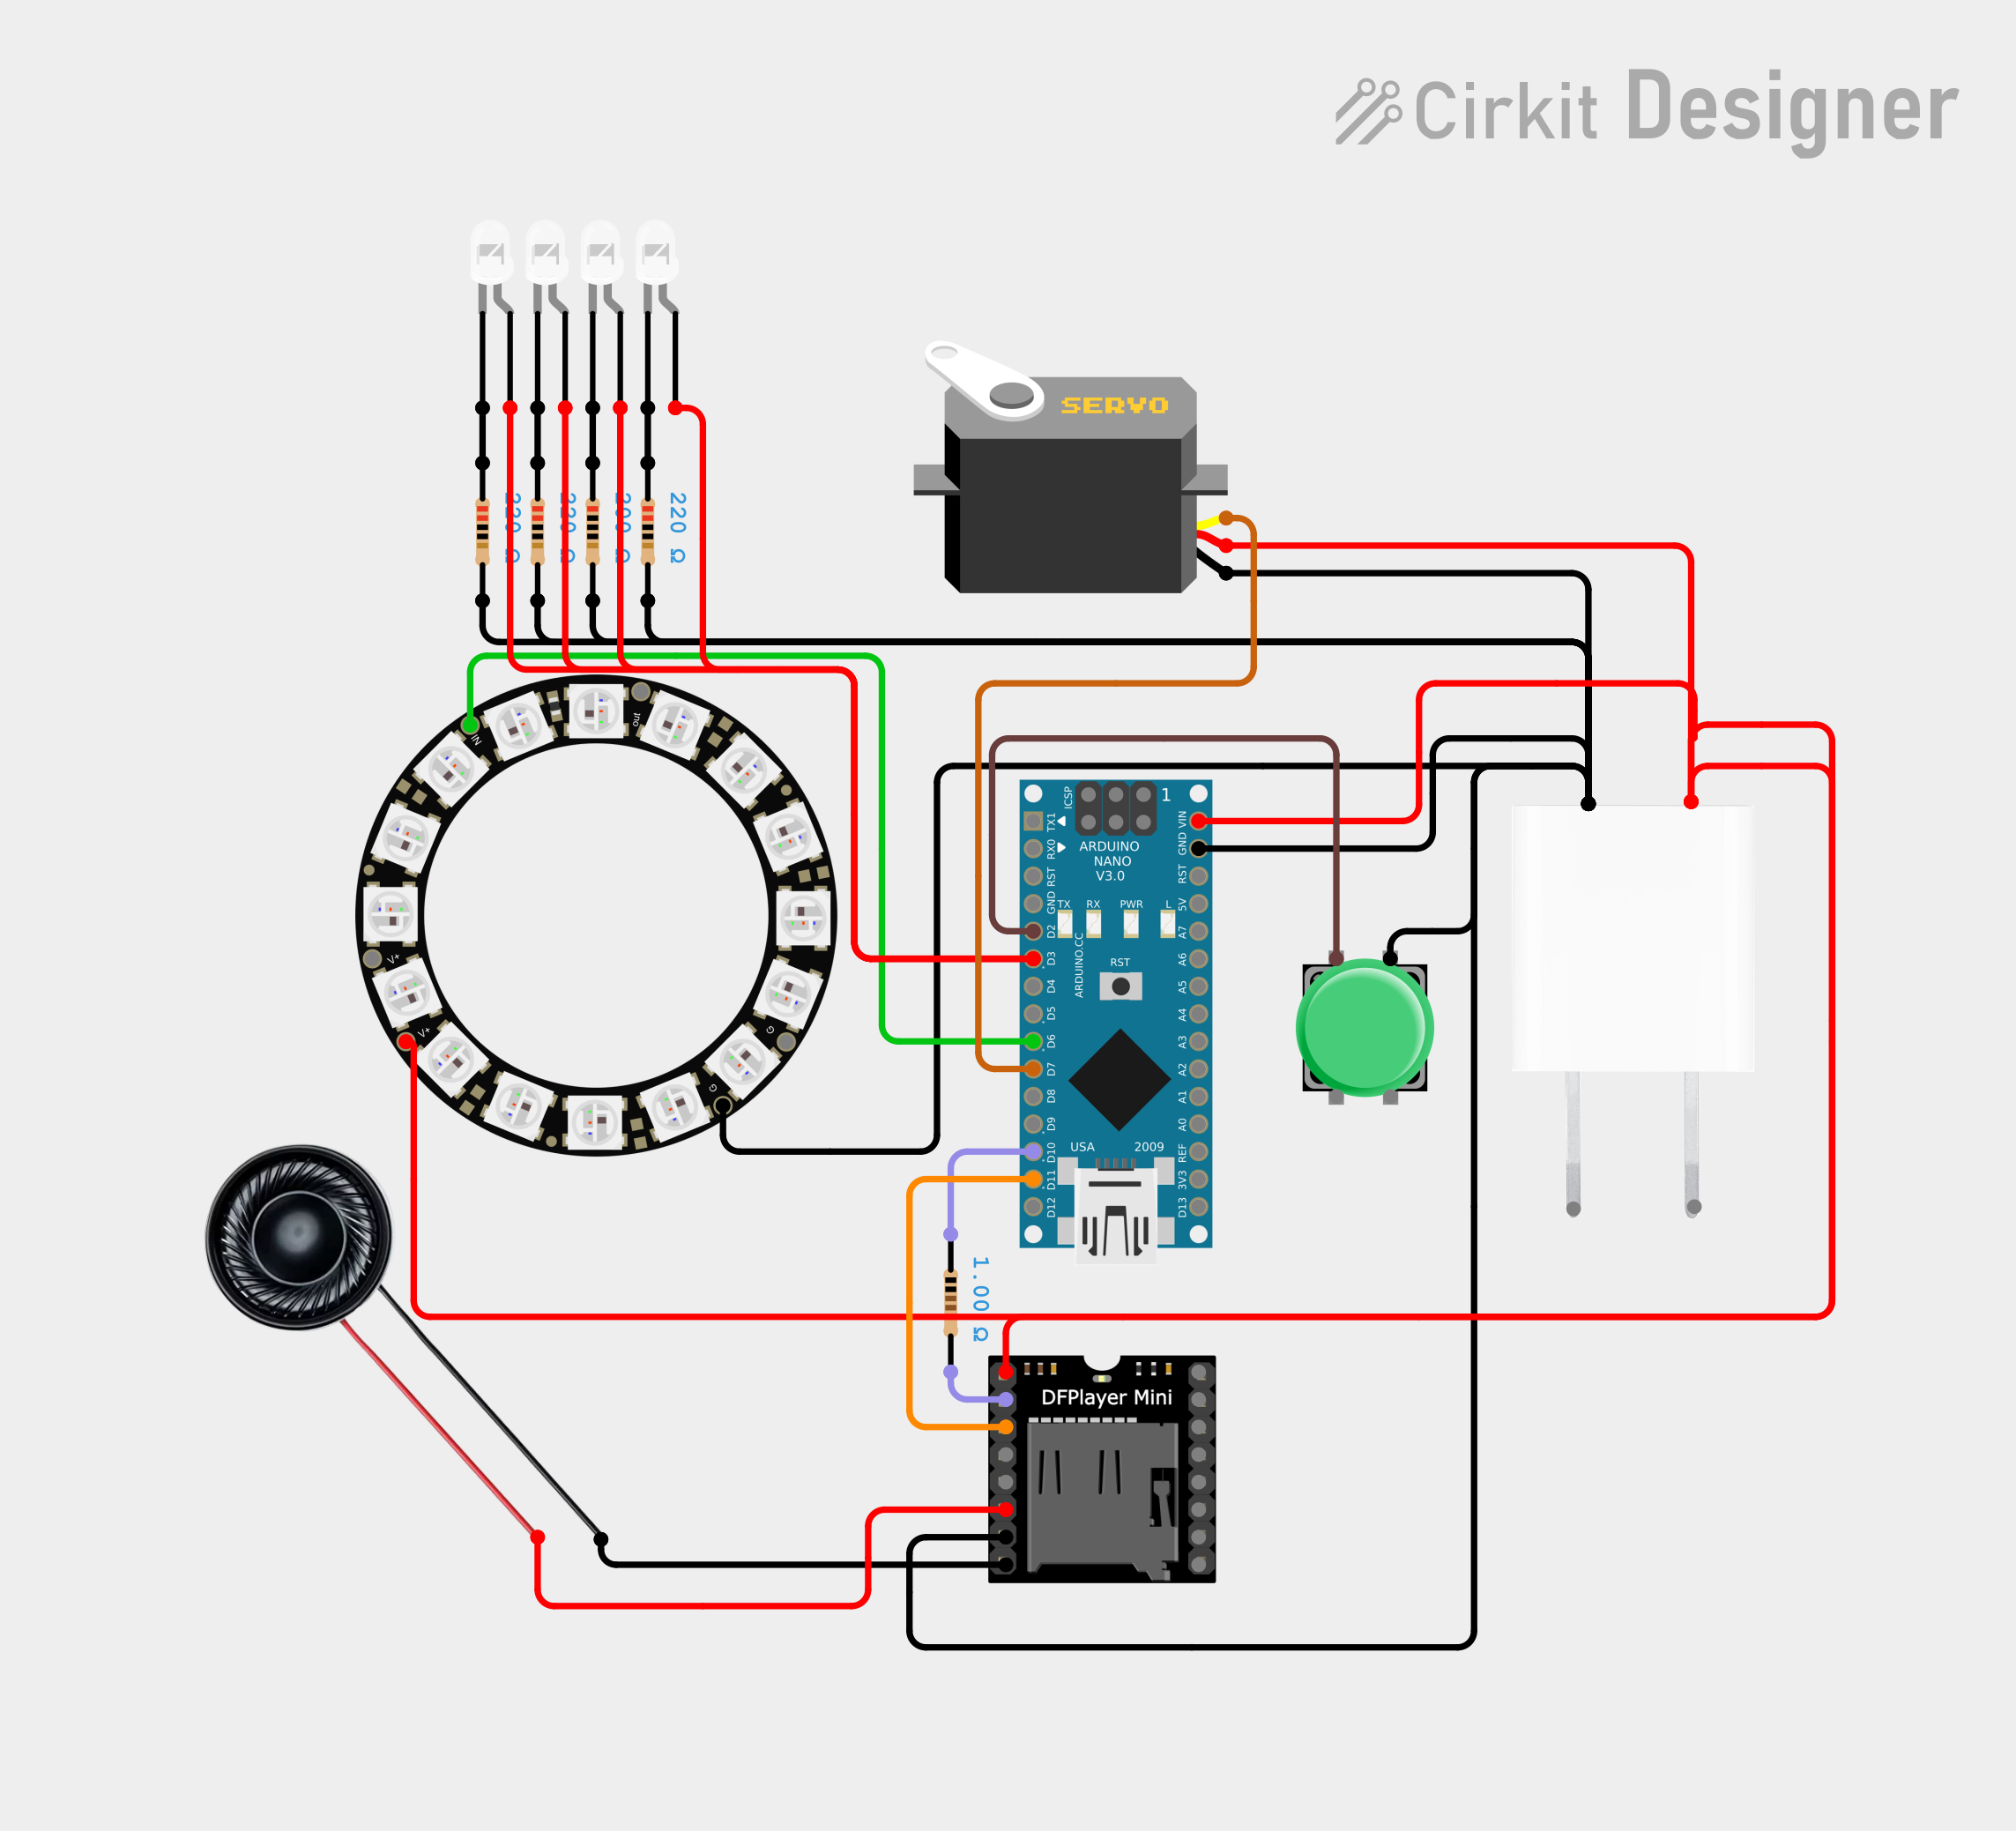 Cirkit Designer
SERVO
220 Ω
220 Ω
200 Ω
220 Ω
IN
out
V+
V+
G
G
ICSP
1
TX1
RX0
RST
GND
D2
D3
D4
D5
D6
D7
D8
D9
D10
D11
D12
VIN
GND
RST
5V
A7
A6
A5
A4
A3
A2
A1
A0
REF
3V3
D13
ARDUINO
NANO
V3.0
TX RX PWR L
RST
ARDUINO.CC
USA 2009
1.00 Ω
DFPlayer Mini